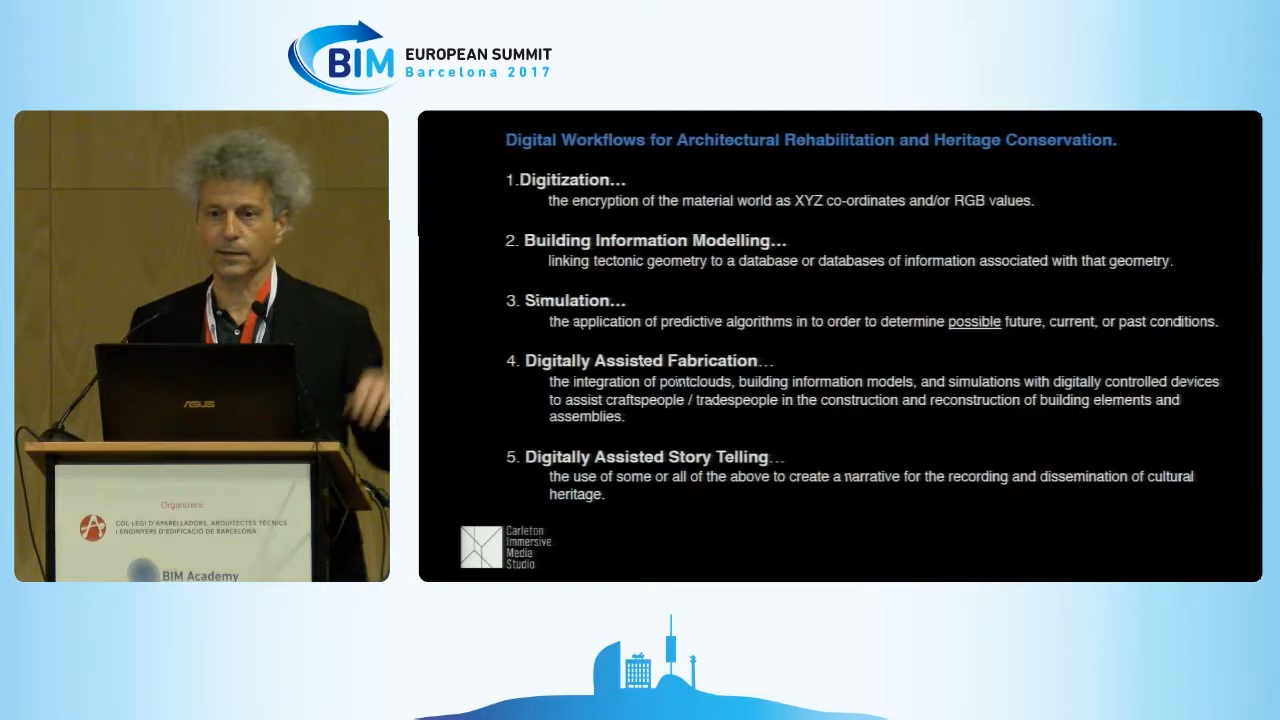 BIM EUROPEAN SUMMIT
Barcelona 2017
Digital Workflows for Architectural Rehabilitation and Heritage Conservation.
1.Digitization...
the encryption of the material world as XYZ co-ordinates and/or RGB values.
2. Building Information Modelling...
linking tectonic geometry to a database or databases of information associated with that geometry.
3. Simulation...
the application of predictive algorithms in to order to determine possible future, current, or past conditions.
4. Digitally Assisted Fabrication...
the integration of pointclouds, building information models, and simulations with digitally controlled devices
to assist craftspeople / tradespeople in the construction and reconstruction of building elements and
assemblies.
5. Digitally Assisted Story Telling...
the use of some or all of the above to create a narrative for the recording and dissemination of cultural
heritage.
Carleton
Immersive
Media
Studio
ASUS
Organizers:
COL·LEGI D'APARELLADORS, ARQUITECTES TÈCNICS
I ENGINYERS D'EDIFICACIÓ DE BARCELONA
BIM Academy